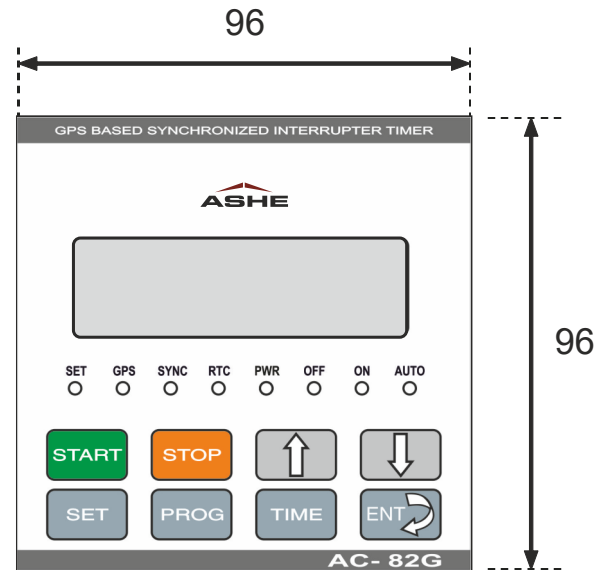 96
GPS BASED SYNCHRONIZED INTERRUPTER TIMER
ASHE
96
SET GPS SYNC RTC PWR OFF ON AUTO
START STOP
SET PROG TIME ENT
AC- 82G